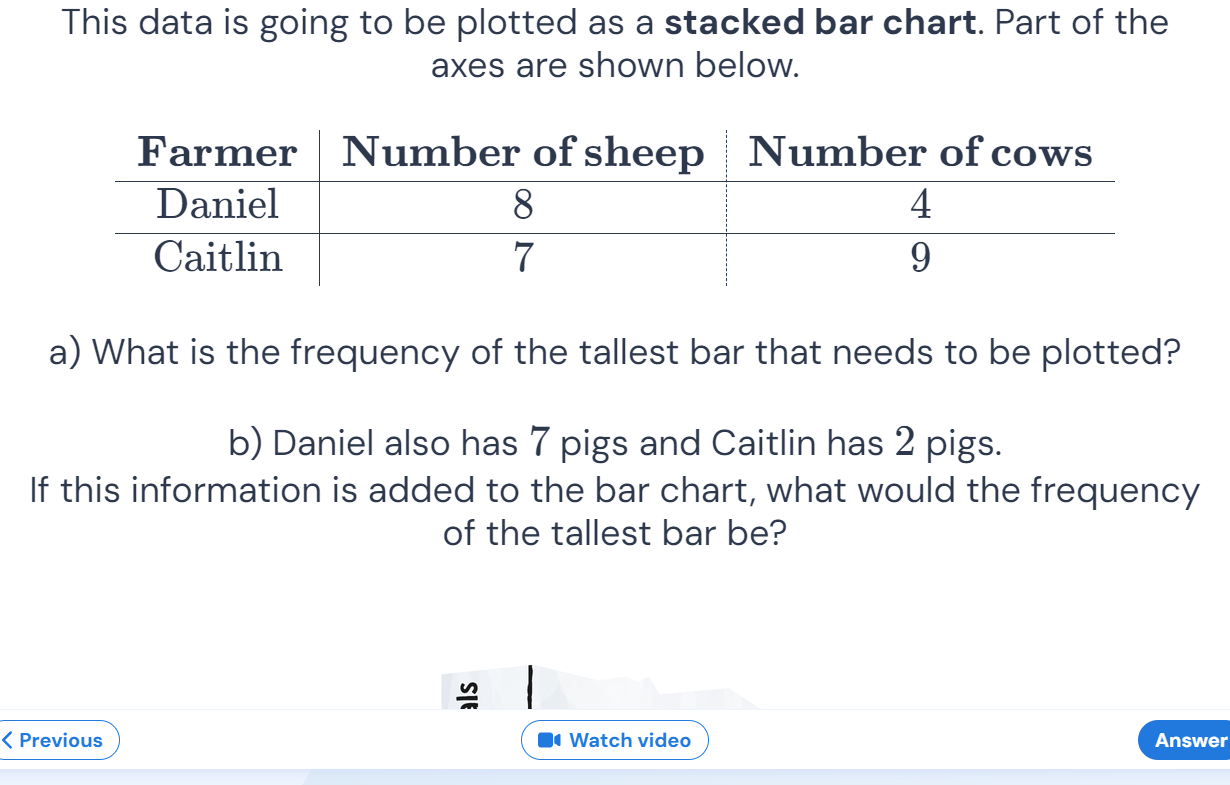 This data is going to be plotted as a stacked bar chart. Part of the
axes are shown below.
Farmer Number of sheep Number of cows
Daniel 8 4
Caitlin 7 9
a) What is the frequency of the tallest bar that needs to be plotted?
b) Daniel also has 7 pigs and Caitlin has 2 pigs.
If this information is added to the bar chart, what would the frequency
of the tallest bar be?
Previous Watch video Answer